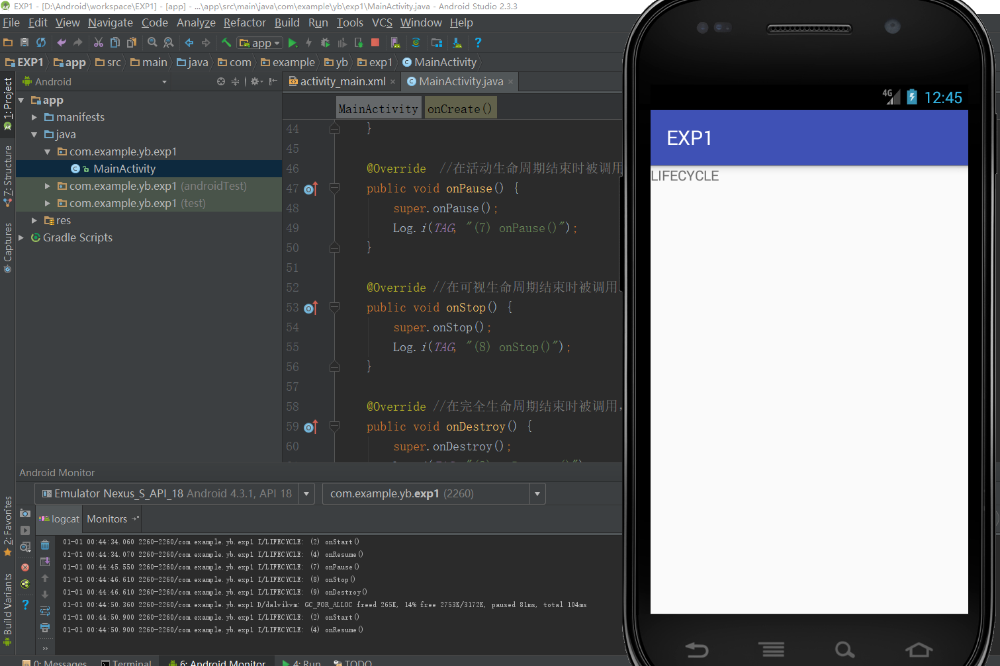 EXP1 - [D:\Android\workspace\EXP1] - [app] - ...\app\src\main\java\com\example\yb\exp1\MainActivity.java - Android Studio 2.3.3
File Edit View Navigate Code Analyze Refactor Build Run Tools VCS Window Help
app
EXP1 app src main java com example yb exp1 MainActivity
Android
activity_main.xml × MainActivity.java ×
1: Project
Z: Structure
Captures
2: Favorites
Build Variants
app
manifests
java
com.example.yb.exp1
MainActivity
com.example.yb.exp1 (androidTest)
com.example.yb.exp1 (test)
res
Gradle Scripts
MainActivity onCreate()
44 }
45
46 @Override //在活动生命周期结束时被调用
47 public void onPause() {
48 super.onPause();
49 Log.i(TAG, "(7) onPause()");
50 }
51
52 @Override //在可视生命周期结束时被调用
53 public void onStop() {
54 super.onStop();
55 Log.i(TAG, "(8) onStop()");
56 }
57
58 @Override //在完全生命周期结束时被调用,
59 public void onDestroy() {
60 super.onDestroy();
Android Monitor
Emulator Nexus_S_API_18 Android 4.3.1, API 18
com.example.yb.exp1 (2260)
logcat Monitors
01-01 00:44:34.060 2260-2260/com.example.yb.exp1 I/LIFECYCLE: (2) onStart()
01-01 00:44:34.070 2260-2260/com.example.yb.exp1 I/LIFECYCLE: (4) onResume()
01-01 00:44:45.550 2260-2260/com.example.yb.exp1 I/LIFECYCLE: (7) onPause()
01-01 00:44:46.610 2260-2260/com.example.yb.exp1 I/LIFECYCLE: (8) onStop()
01-01 00:44:46.610 2260-2260/com.example.yb.exp1 I/LIFECYCLE: (9) onDestroy()
01-01 00:44:50.360 2260-2260/com.example.yb.exp1 D/dalvikvm: GC_FOR_ALLOC freed 265K, 14% free 2753K/3172K, paused 81ms, total 104ms
01-01 00:44:50.900 2260-2260/com.example.yb.exp1 I/LIFECYCLE: (2) onStart()
01-01 00:44:50.900 2260-2260/com.example.yb.exp1 I/LIFECYCLE: (4) onResume()
0: Messages Terminal 6: Android Monitor 4: Run TODO
4G 12:45
EXP1
LIFECYCLE